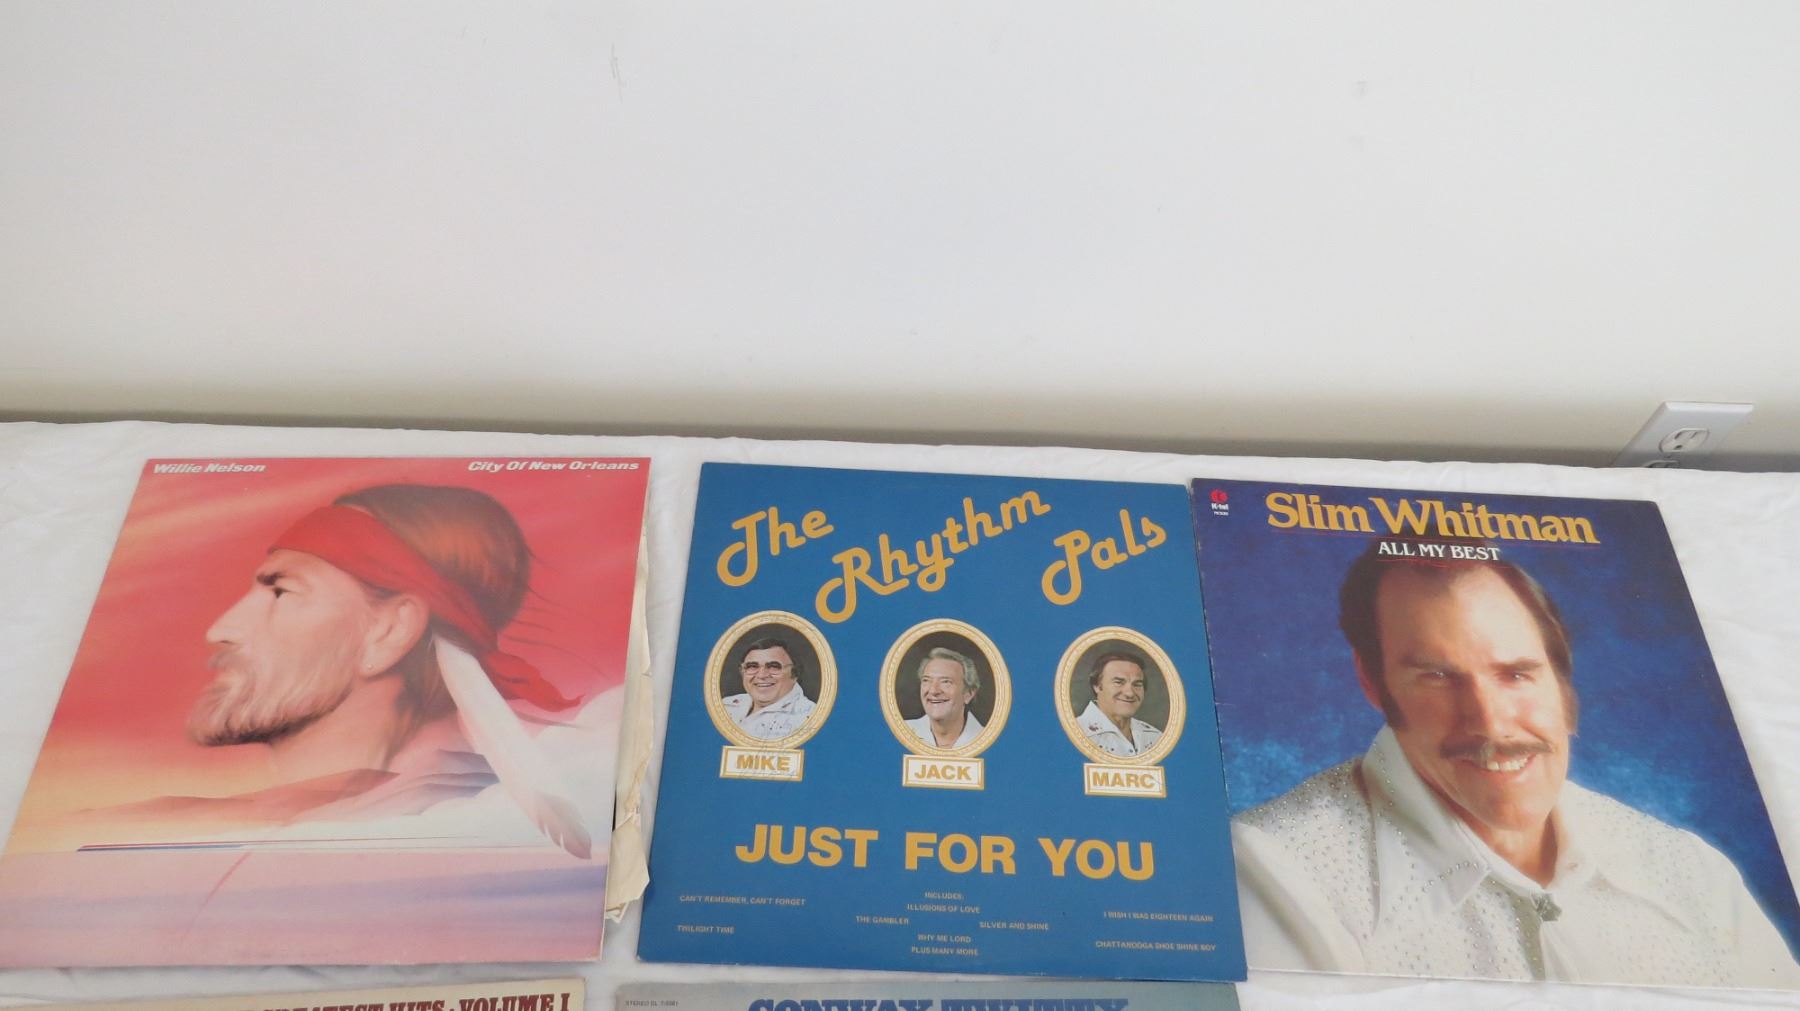 Willie Nelson
City Of New Orleans
The Rhythm Pals
MIKE
JACK
MARC
JUST FOR YOU
CAN'T REMEMBER, CAN'T FORGET
TWILIGHT TIME
INCLUDES:
ILLUSIONS OF LOVE
THE GAMBLER
SILVER AND SHINE
WHY ME LORD
PLUS MANY MORE
I WISH I WAS EIGHTEEN AGAIN
CHATTANOOGA SHOE SHINE BOY
K-tel
Slim Whitman
ALL MY BEST
GREATEST HITS · VOLUME I
STEREO
CONWAY TWITTY